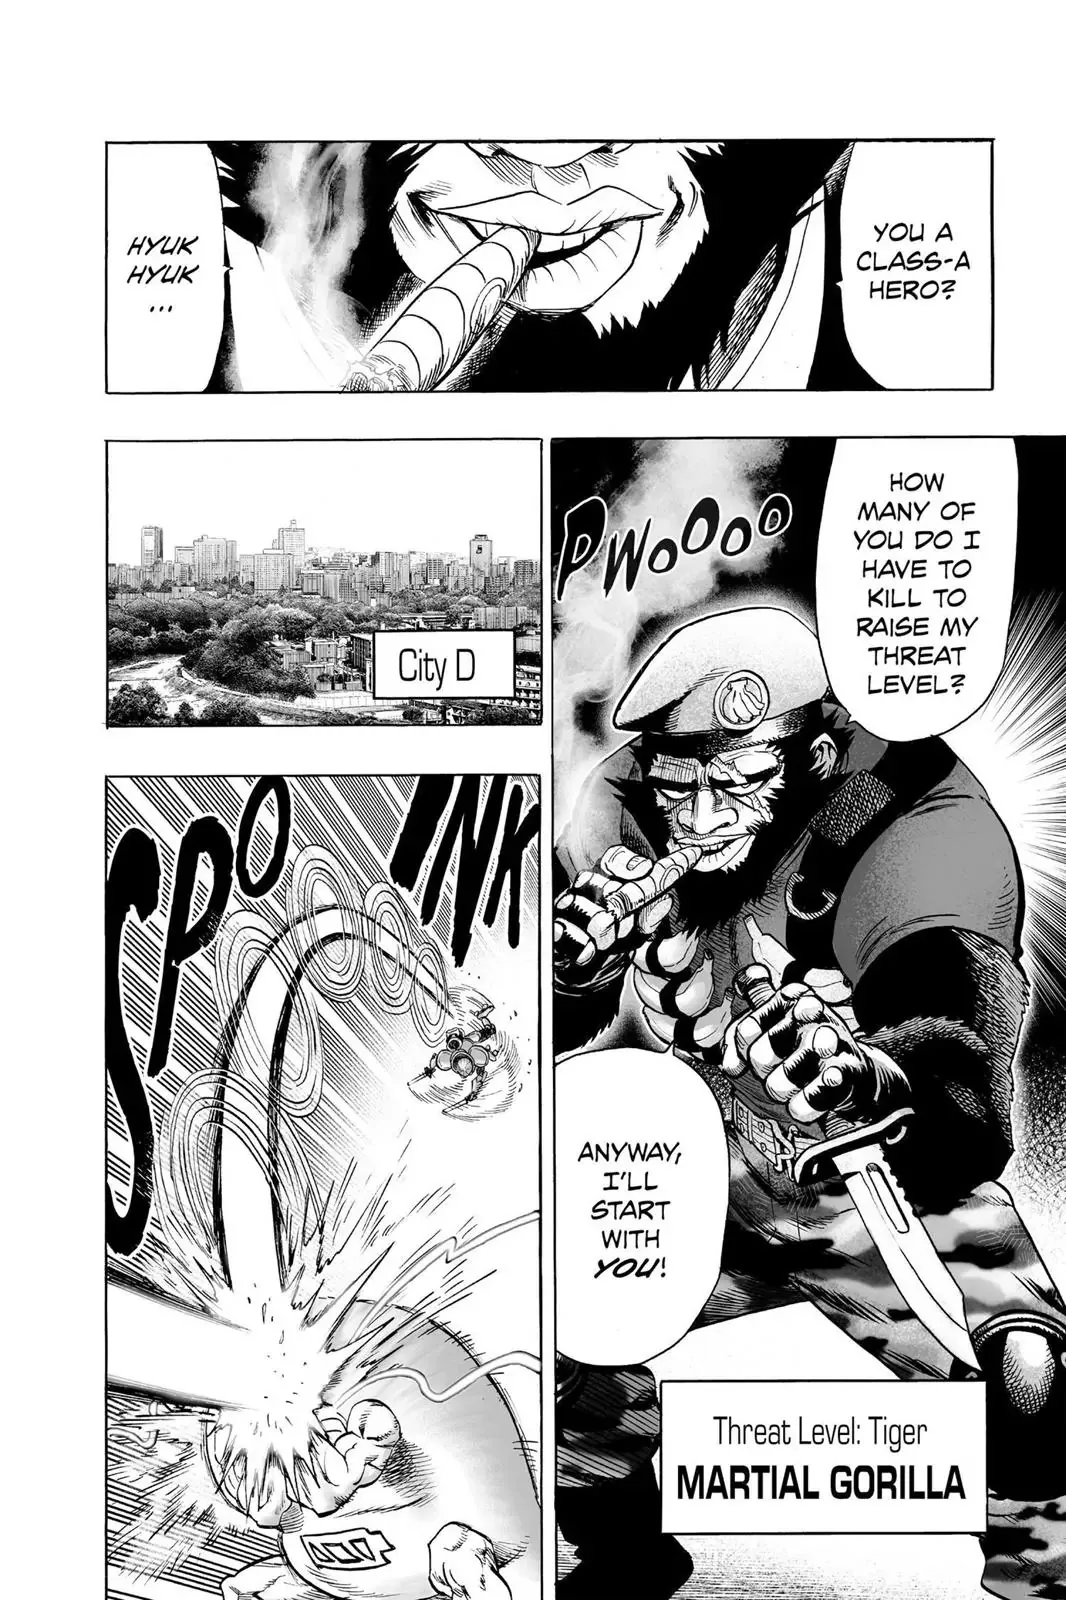 YOU A
CLASS-A
HERO?
HYUK
HYUK
...
HOW
MANY OF
YOU DO I
HAVE TO
KILL TO
RAISE MY
THREAT
LEVEL?
PWOOOO
City D
ANYWAY,
I'LL
START
WITH
YOU!
Threat Level: Tiger
MARTIAL GORILLA
SPOINK